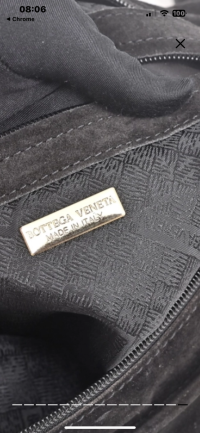 08:06
100
Chrome
BOTTEGA VENETA
MADE IN ITALY